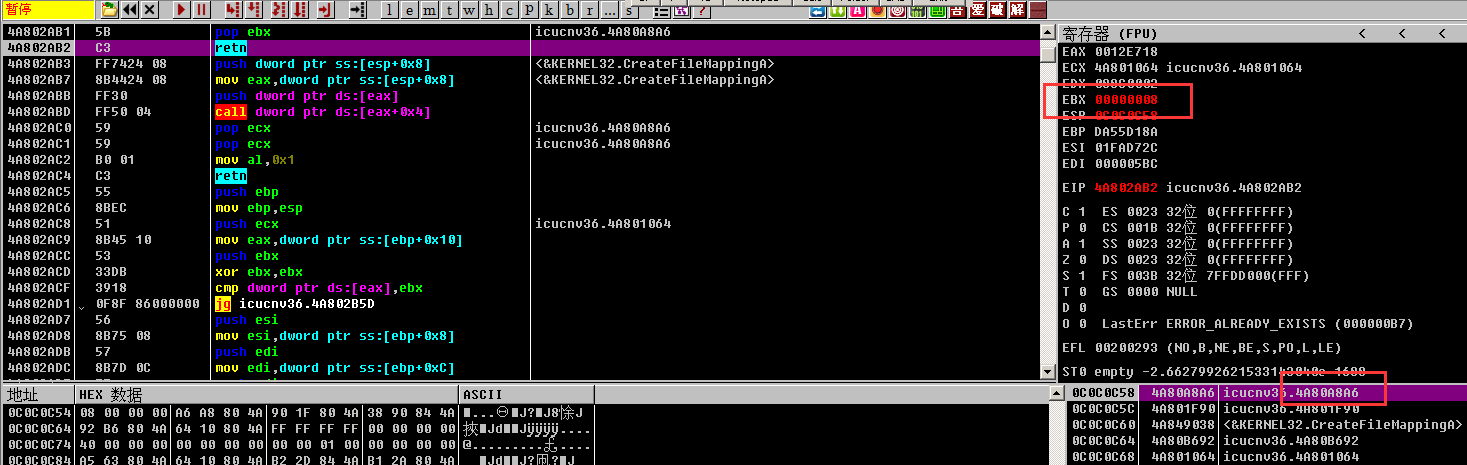 暂停 l e m t w h c p k b r ... s 吾 爱 破 解
4A802AB1 5B pop ebx icucnv36.4A80A8A6
4A802AB2 C3 retn
4A802AB3 FF7424 08 push dword ptr ss:[esp+0x8] <&KERNEL32.CreateFileMappingA>
4A802AB7 8B4424 08 mov eax,dword ptr ss:[esp+0x8] <&KERNEL32.CreateFileMappingA>
4A802ABB FF30 push dword ptr ds:[eax]
4A802ABD FF50 04 call dword ptr ds:[eax+0x4]
4A802AC0 59 pop ecx icucnv36.4A80A8A6
4A802AC1 59 pop ecx icucnv36.4A80A8A6
4A802AC2 B0 01 mov al,0x1
4A802AC4 C3 retn
4A802AC5 55 push ebp
4A802AC6 8BEC mov ebp,esp
4A802AC8 51 push ecx icucnv36.4A801064
4A802AC9 8B45 10 mov eax,dword ptr ss:[ebp+0x10]
4A802ACC 53 push ebx
4A802ACD 33DB xor ebx,ebx
4A802ACF 3918 cmp dword ptr ds:[eax],ebx
4A802AD1 0F8F 86000000 jg icucnv36.4A802B5D
4A802AD7 56 push esi
4A802AD8 8B75 08 mov esi,dword ptr ss:[ebp+0x8]
4A802ADB 57 push edi
4A802ADC 8B7D 0C mov edi,dword ptr ss:[ebp+0xC]
寄存器 (FPU) < < <
EAX 0012E718
ECX 4A801064 icucnv36.4A801064
EBX 00000008
ESP 0C0C0C58
EBP DA55D18A
ESI 01FAD72C
EDI 000005BC
EIP 4A802AB2 icucnv36.4A802AB2
C 1 ES 0023 32位 0(FFFFFFFF)
P 0 CS 001B 32位 0(FFFFFFFF)
A 1 SS 0023 32位 0(FFFFFFFF)
Z 0 DS 0023 32位 0(FFFFFFFF)
S 1 FS 003B 32位 7FFDD000(FFF)
T 0 GS 0000 NULL
D 0
O 0 LastErr ERROR_ALREADY_EXISTS (000000B7)
EFL 00200293 (NO,B,NE,BE,S,PO,L,LE)
ST0 empty
地址 HEX 数据 ASCII
0C0C0C54 08 00 00 00 A6 A8 80 4A 90 1F 80 4A 38 90 84 4A
0C0C0C64 92 B6 80 4A 64 10 80 4A FF FF FF FF 00 00 00 00
0C0C0C74 40 00 00 00 00 00 00 00 00 00 01 00 00 00 00 00
0C0C0C84 A5 63 80 4A 64 10 80 4A B2 2D 84 4A B1 2A 80 4A
0C0C0C58 4A80A8A6 icucnv36.4A80A8A6
0C0C0C5C 4A801F90 icucnv36.4A801F90
0C0C0C60 4A849038 <&KERNEL32.CreateFileMappingA>
0C0C0C64 4A80B692 icucnv36.4A80B692
0C0C0C68 4A801064 icucnv36.4A801064